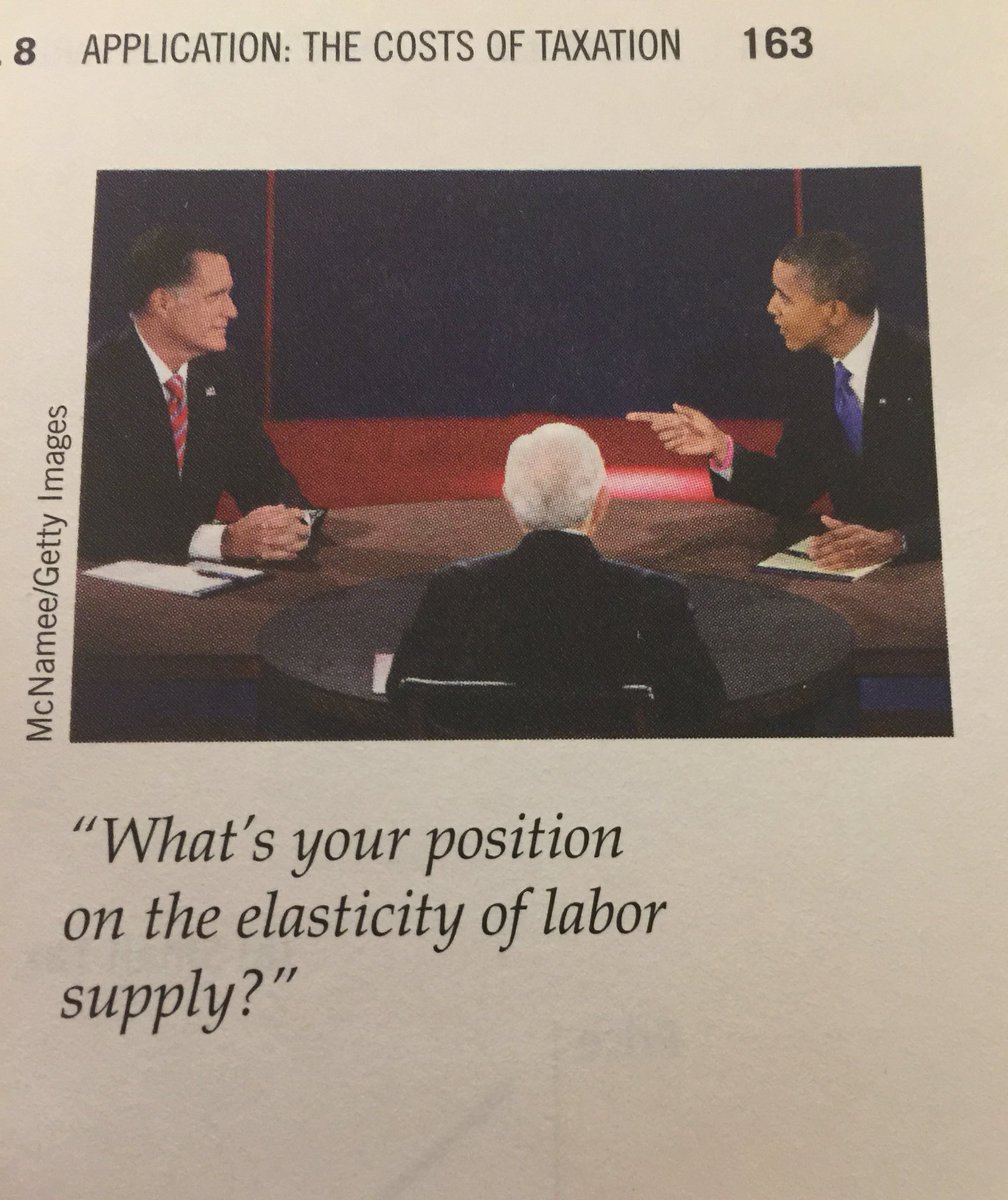 8 APPLICATION: THE COSTS OF TAXATION 163
McNamee/Getty Images
“What’s your position
on the elasticity of labor
supply?”